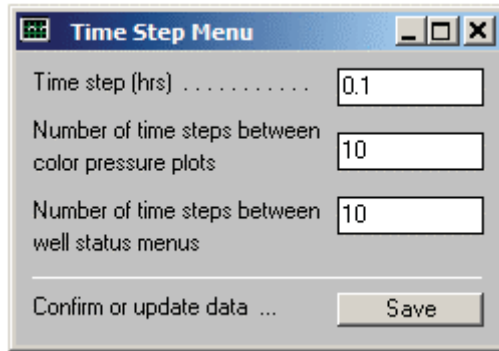 Time Step Menu
Time step (hrs) . . . . . . . . . . . 0.1
Number of time steps between
color pressure plots
10
Number of time steps between
well status menus
10
Confirm or update data ... Save